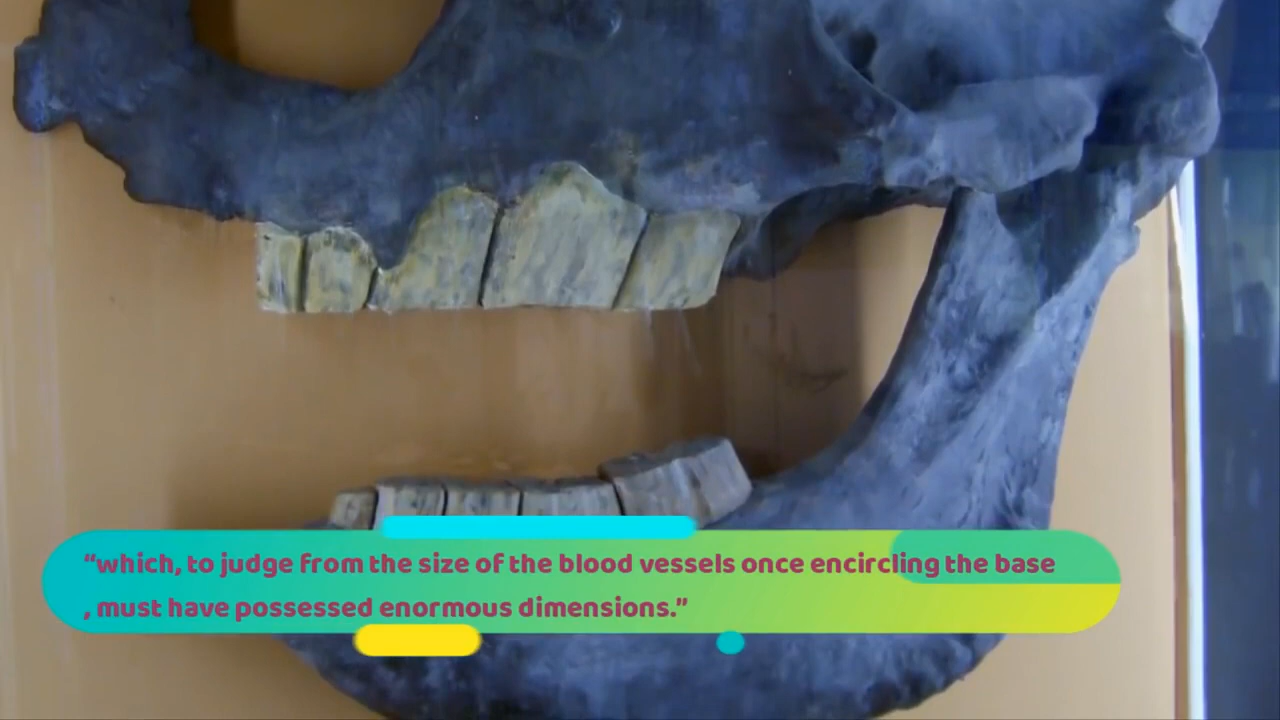 “which, to judge from the size of the blood vessels once encircling the base
, must have possessed enormous dimensions.”